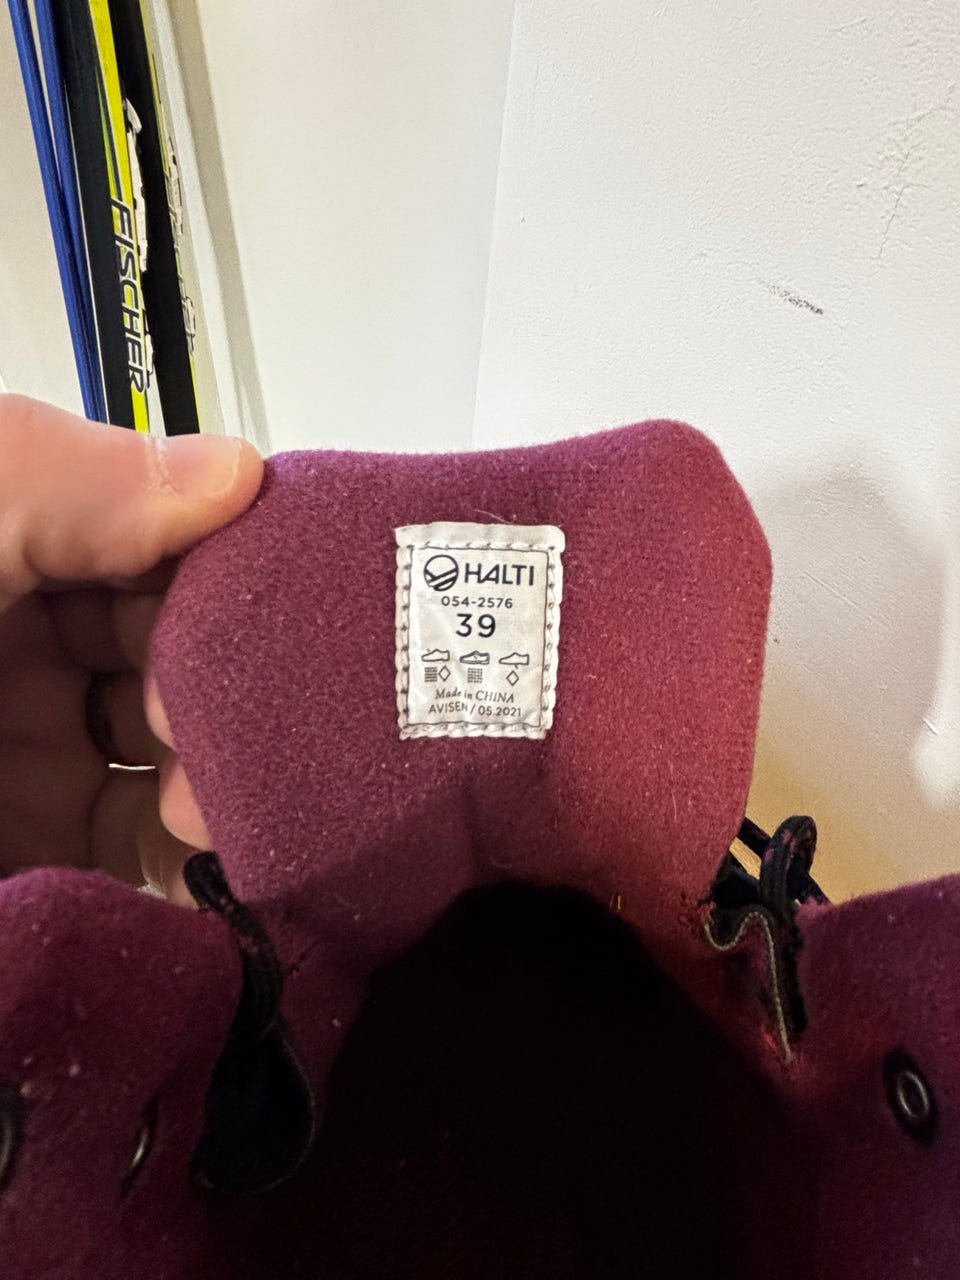 FISCHER
HALTI
054-2576
39
Made in CHINA
AVISEN / 05.2021